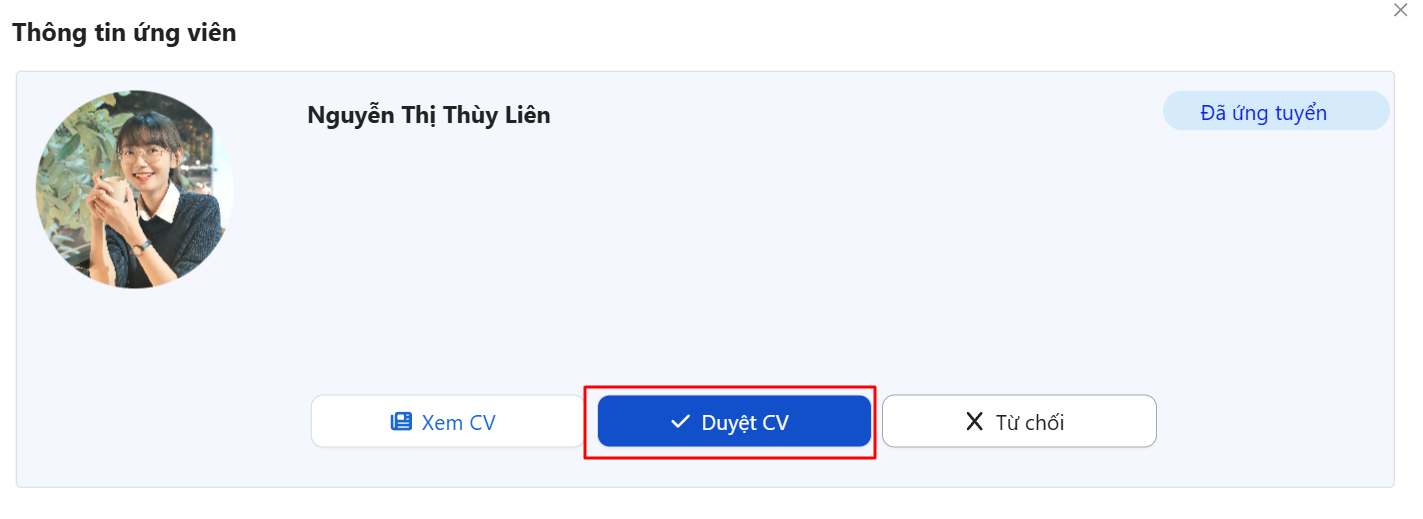 Thông tin ứng viên
Nguyễn Thị Thùy Liên
Đã ứng tuyển
Xem CV
Duyệt CV
Từ chối